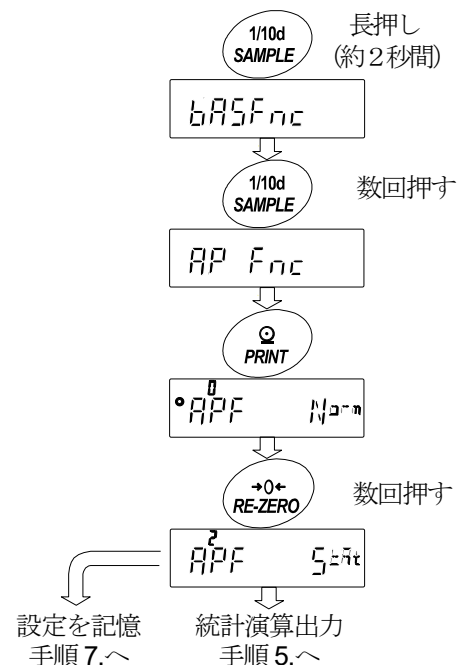 1/10d
SAMPLE
長押し
(約2秒間)
bASFnc
1/10d
SAMPLE
数回押す
AP Fnc
PRINT
0
APF Norm
→0←
RE-ZERO
数回押す
2
APF StAt
設定を記憶
手順7.へ
統計演算出力
手順5.へ